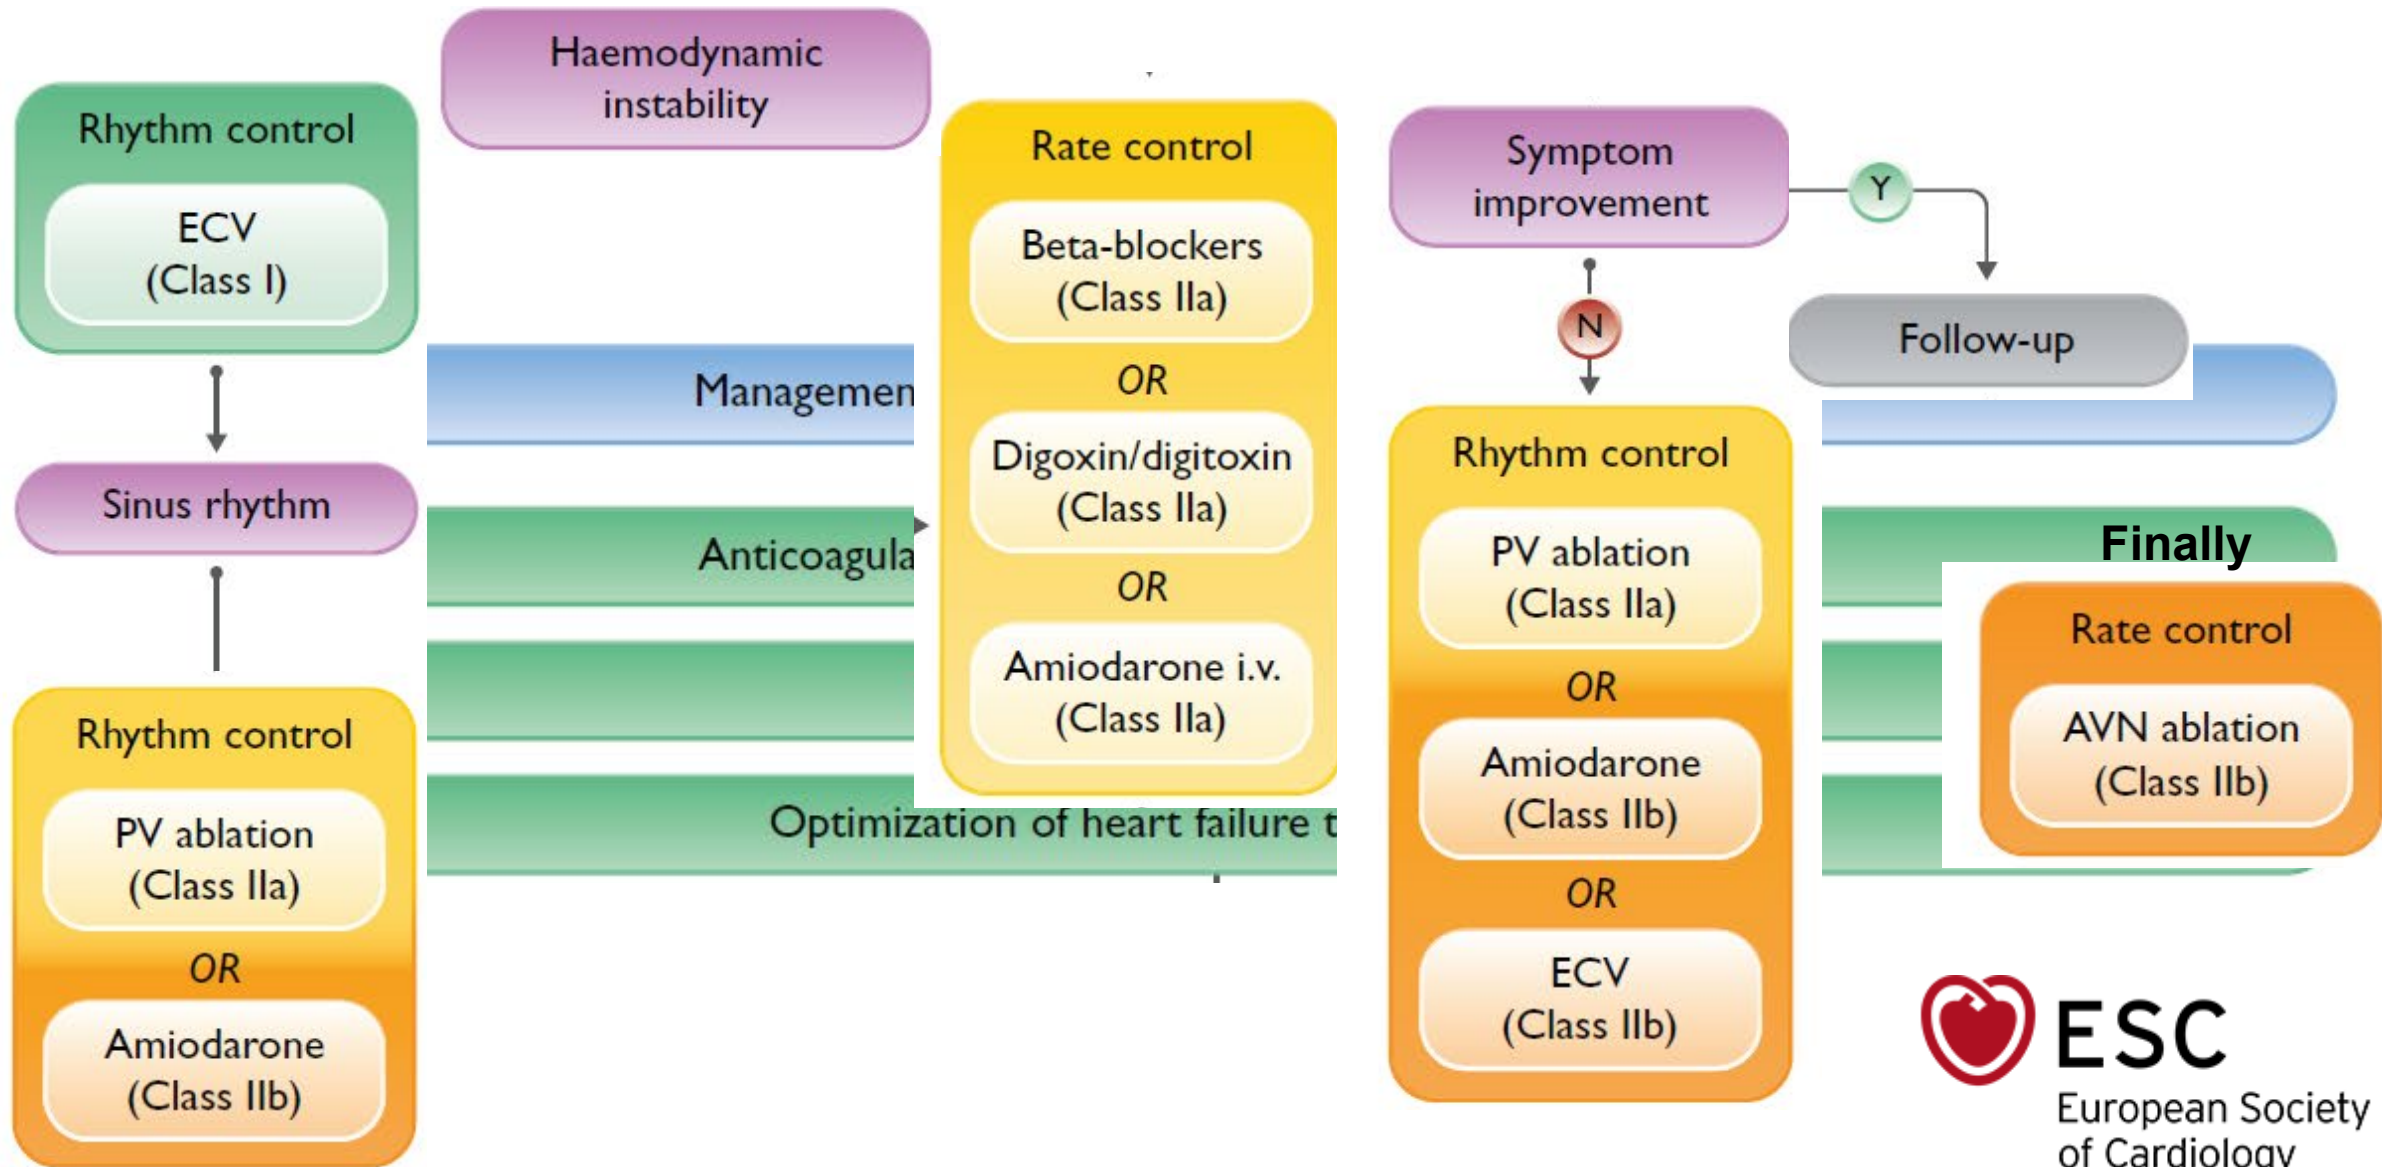 Haemodynamic
instability
Rhythm control
ECV
(Class I)
Sinus rhythm
Rhythm control
PV ablation
(Class IIa)
OR
Amiodarone
(Class IIb)
Managemen
Anticoagula
Optimization of heart failure t
Rate control
Beta-blockers
(Class IIa)
OR
Digoxin/digitoxin
(Class IIa)
OR
Amiodarone i.v.
(Class IIa)
Symptom
improvement
Y
N
Follow-up
Rhythm control
PV ablation
(Class IIa)
OR
Amiodarone
(Class IIb)
OR
ECV
(Class IIb)
Finally
Rate control
AVN ablation
(Class IIb)
ESC
European Society
of Cardiology